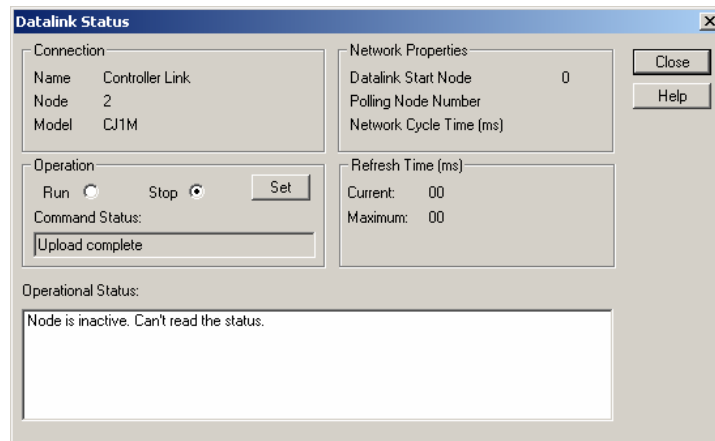 Datalink Status
Connection
Name Controller Link
Node 2
Model CJ1M
Network Properties
Datalink Start Node 0
Polling Node Number
Network Cycle Time (ms)
Close
Help
Operation
Run Stop Set
Command Status:
Upload complete
Refresh Time (ms)
Current: 00
Maximum: 00
Operational Status:
Node is inactive. Can't read the status.